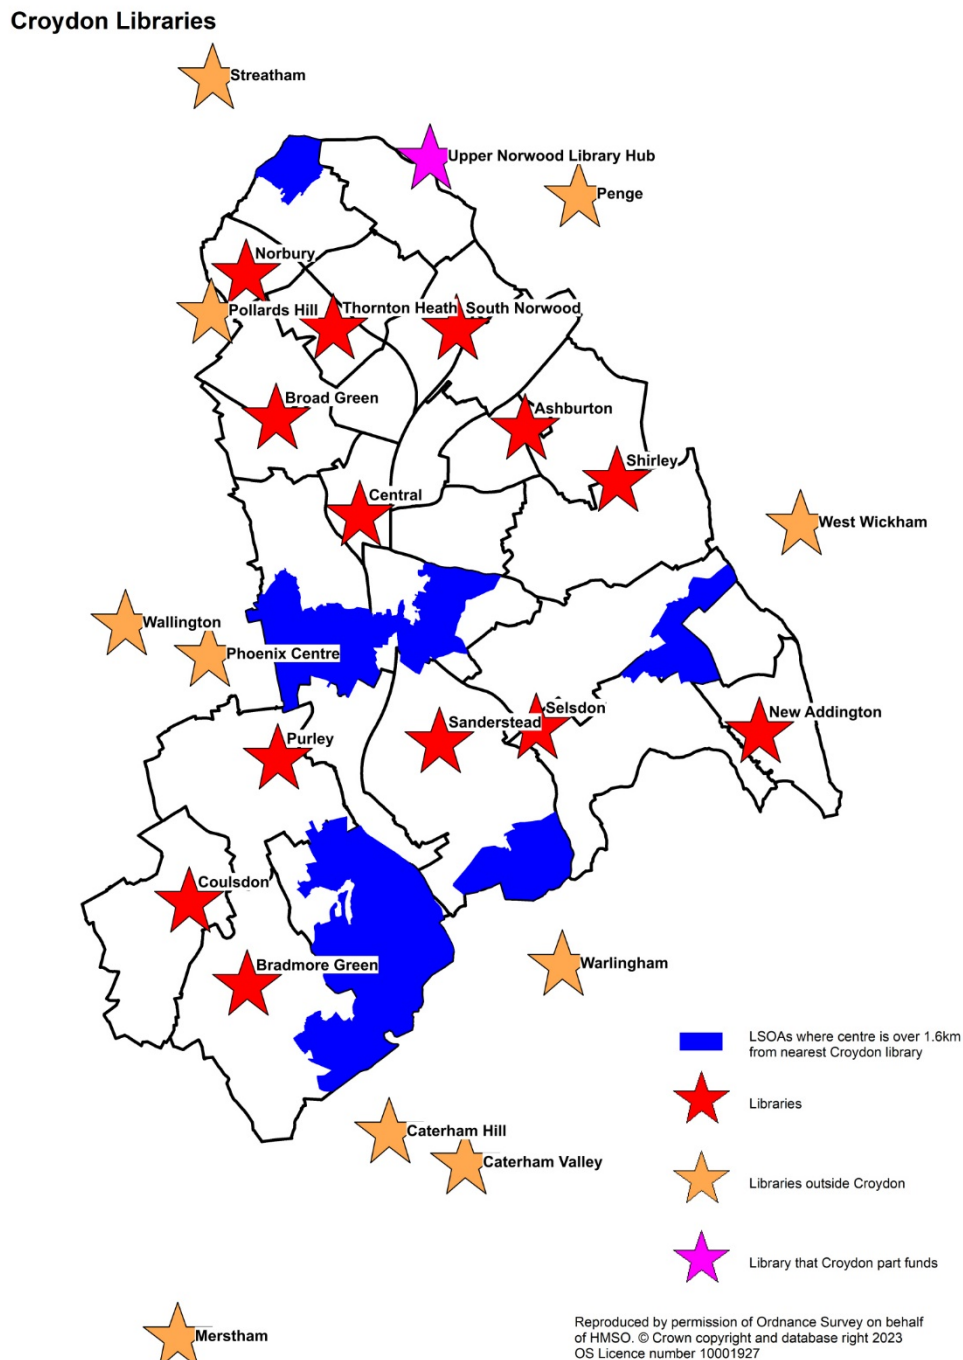 Croydon Libraries
Streatham
Upper Norwood Library Hub
Penge
Norbury
Pollards Hill
Thornton Heath
South Norwood
Broad Green
Ashburton
Shirley
Central
West Wickham
Wallington
Phoenix Centre
Selsdon
New Addington
Sanderstead
Purley
Coulsdon
Bradmore Green
Warlingham
LSOAs where centre is over 1.6km
from nearest Croydon library
Libraries
Caterham Hill
Caterham Valley
Libraries outside Croydon
Library that Croydon part funds
Merstham
Reproduced by permission of Ordnance Survey on behalf
of HMSO. © Crown copyright and database right 2023
OS Licence number 10001927